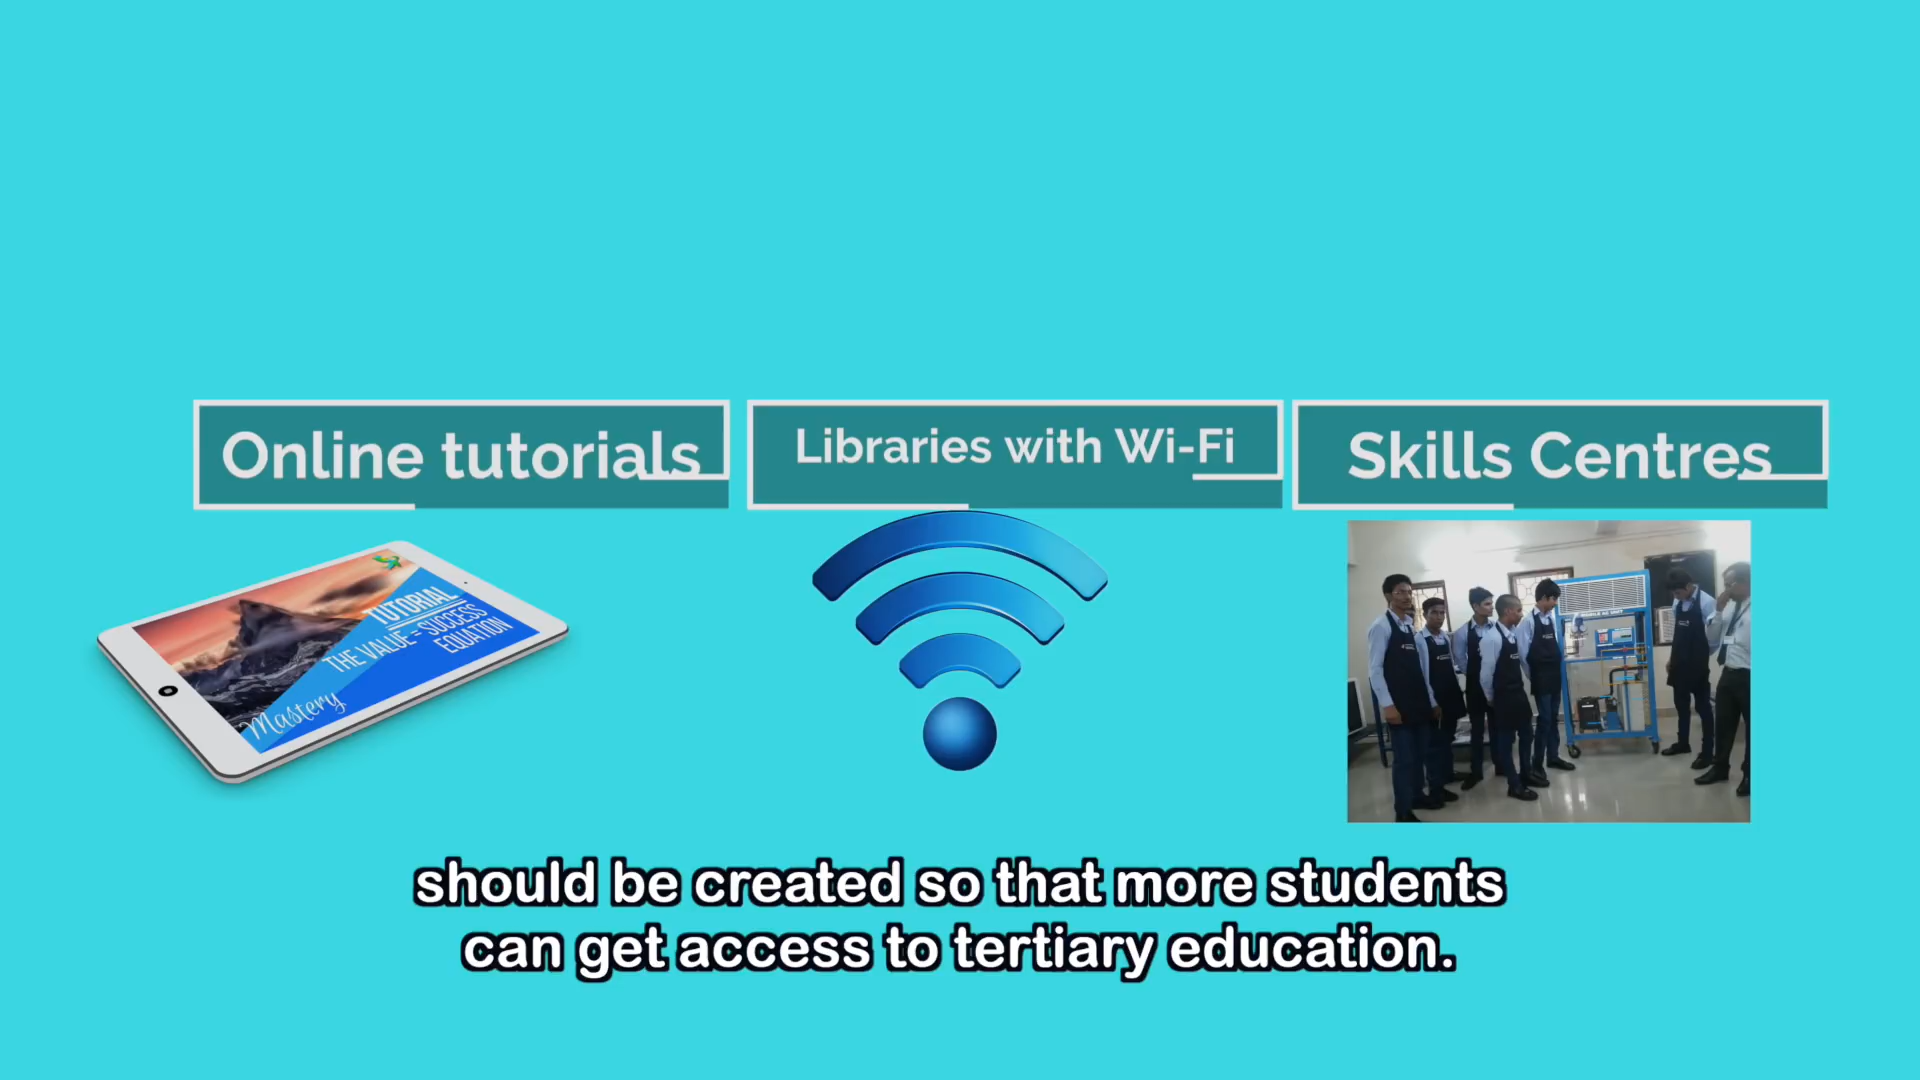 Online tutorials
Libraries with Wi-Fi
Skills Centres
TUTORIAL
THE VALUE = SUCCESS
EQUATION
Mastery
should be created so that more students
can get access to tertiary education.